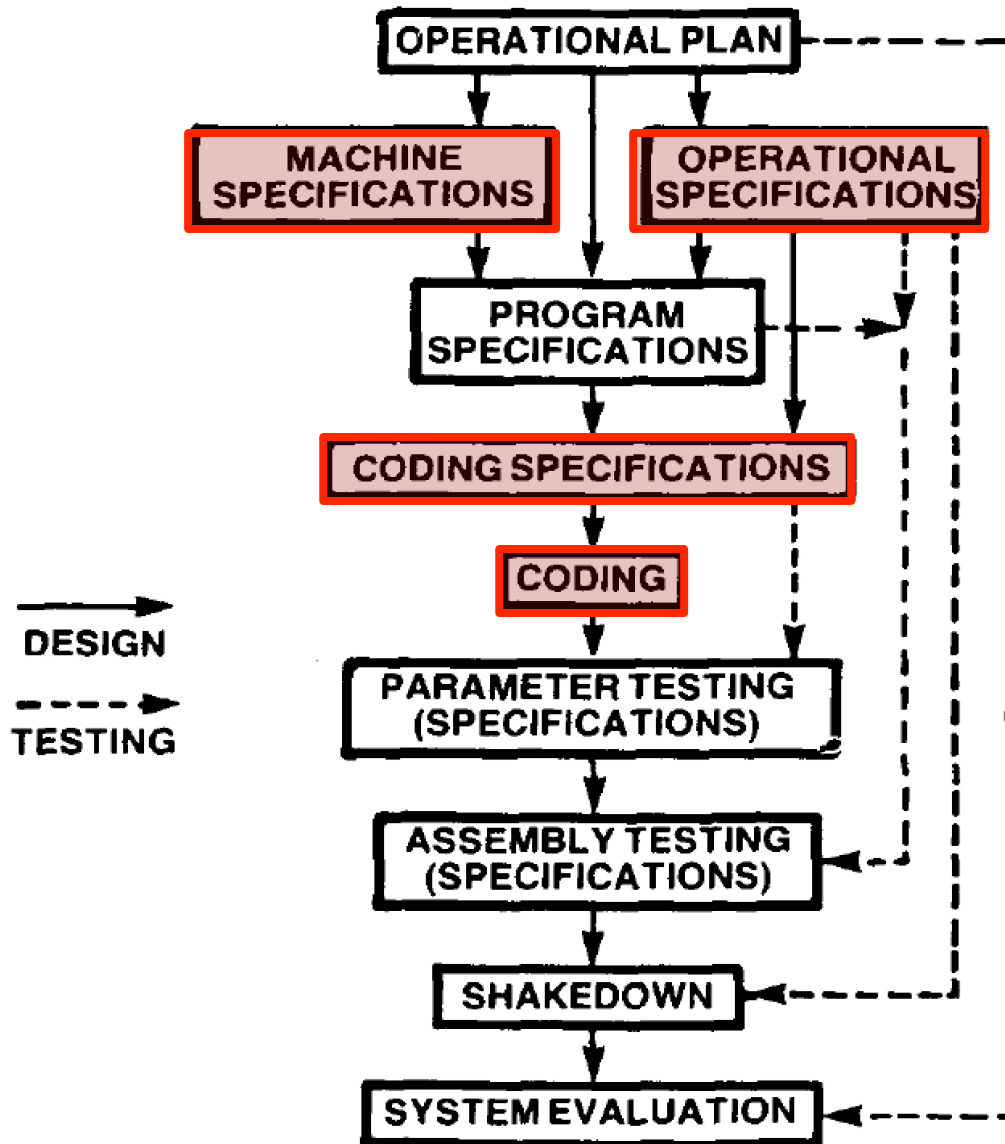 OPERATIONAL PLAN
MACHINE
SPECIFICATIONS
OPERATIONAL
SPECIFICATIONS
PROGRAM
SPECIFICATIONS
CODING SPECIFICATIONS
CODING
DESIGN
TESTING
PARAMETER TESTING
(SPECIFICATIONS)
ASSEMBLY TESTING
(SPECIFICATIONS)
SHAKEDOWN
SYSTEM EVALUATION